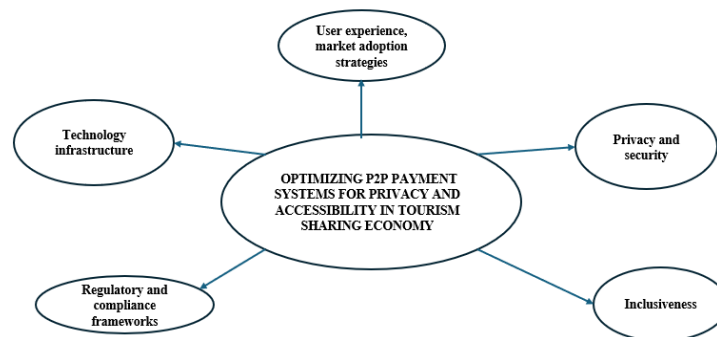 User experience,
market adoption
strategies
Technology
infrastructure
Privacy and
security
OPTIMIZING P2P PAYMENT
SYSTEMS FOR PRIVACY AND
ACCESSIBILITY IN TOURISM
SHARING ECONOMY
Regulatory and
compliance
frameworks
Inclusiveness